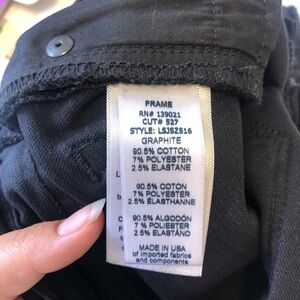 FRAME
RN# 139021
CUT# 527
STYLE: LSJSZ516
GRAPHITE
90.5% COTTON
7% POLYESTER
2.5% ELASTANE
90.5% COTON
7% POLYESTER
2.5% ÉLASTHANNE
90.5% ALGODÓN
7% POLIÉSTER
2.5% ELASTANO
MADE IN USA
of imported fabrics
and components